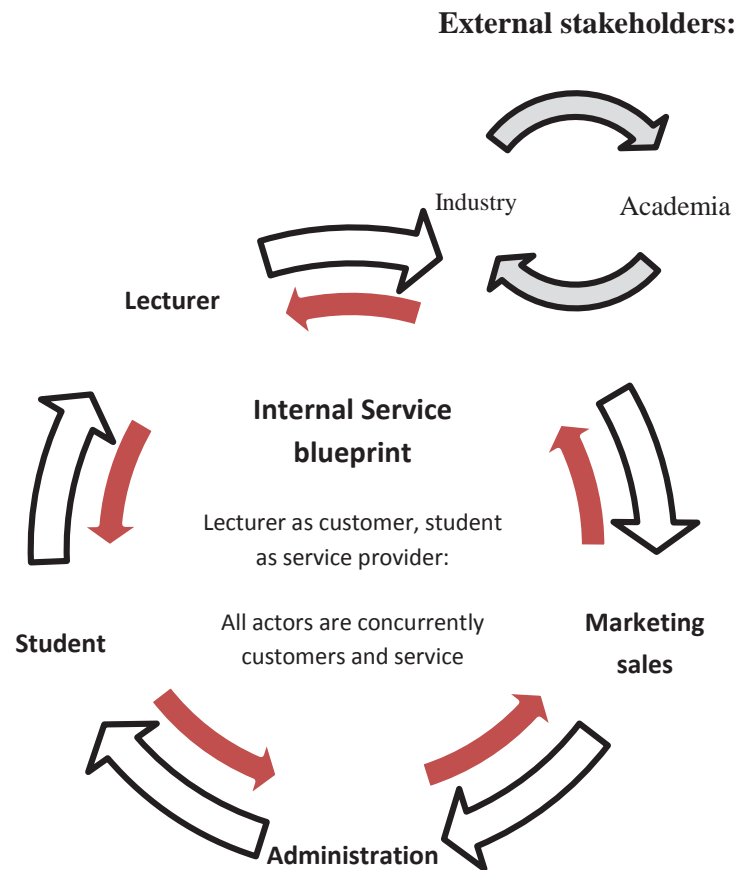 External stakeholders:
Industry
Academia
Lecturer
Internal Service
blueprint
Lecturer as customer, student
as service provider:
All actors are concurrently
customers and service
Student
Marketing
sales
Administration